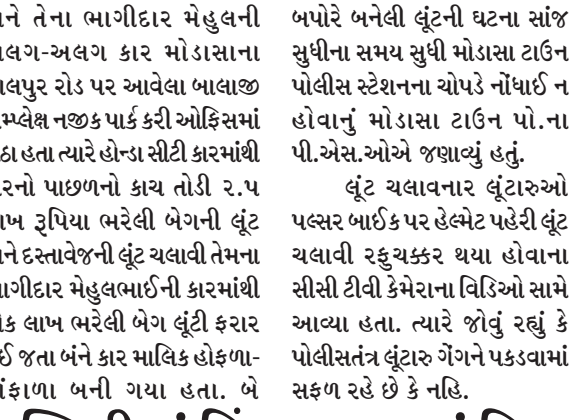 ને તેના ભાગીદાર મેહુલની
લગ-અલગ કાર મોડાસાના
લપુર રોડ પર આવેલા બાલાજી
મ્પ્લેક્ષ નજીક પાર્ક કરી ઓફિસમાં
ઠા હતા ત્યારે હોન્ડા સીટી કારમાંથી
રનો પાછળનો કાચ તોડી ૨.૫
ખ રૂપિયા ભરેલી બેગની લૂંટ
ને દસ્તાવેજની લૂંટ ચલાવી તેમના
ાગીદાર મેહુલભાઈની કારમાંથી
ક લાખ ભરેલી બેગ લૂંટી ફરાર
ઈ જતા બંને કાર માલિક હોફળા-
ંફાળા બની ગયા હતા. બે
બપોરે બનેલી લૂંટની ઘટના સાંજ
સુધીના સમય સુધી મોડાસા ટાઉન
પોલીસ સ્ટેશનના ચોપડે નોંધાઈ ન
હોવાનું મોડાસા ટાઉન પો.ના
પી.એસ.ઓએ જણાવ્યું હતું.
લૂંટ ચલાવનાર લૂંટારુઓ
પલ્સર બાઈક પર હેલ્મેટ પહેરી લૂંટ
ચલાવી રફુચક્કર થયા હોવાના
સીસી ટીવી કેમેરાના વિડિઓ સામે
આવ્યા હતા. ત્યારે જોવું રહ્યું કે
પોલીસતંત્ર લૂંટારુ ગેંગને પકડવામાં
સફળ રહે છે કે નહિ.